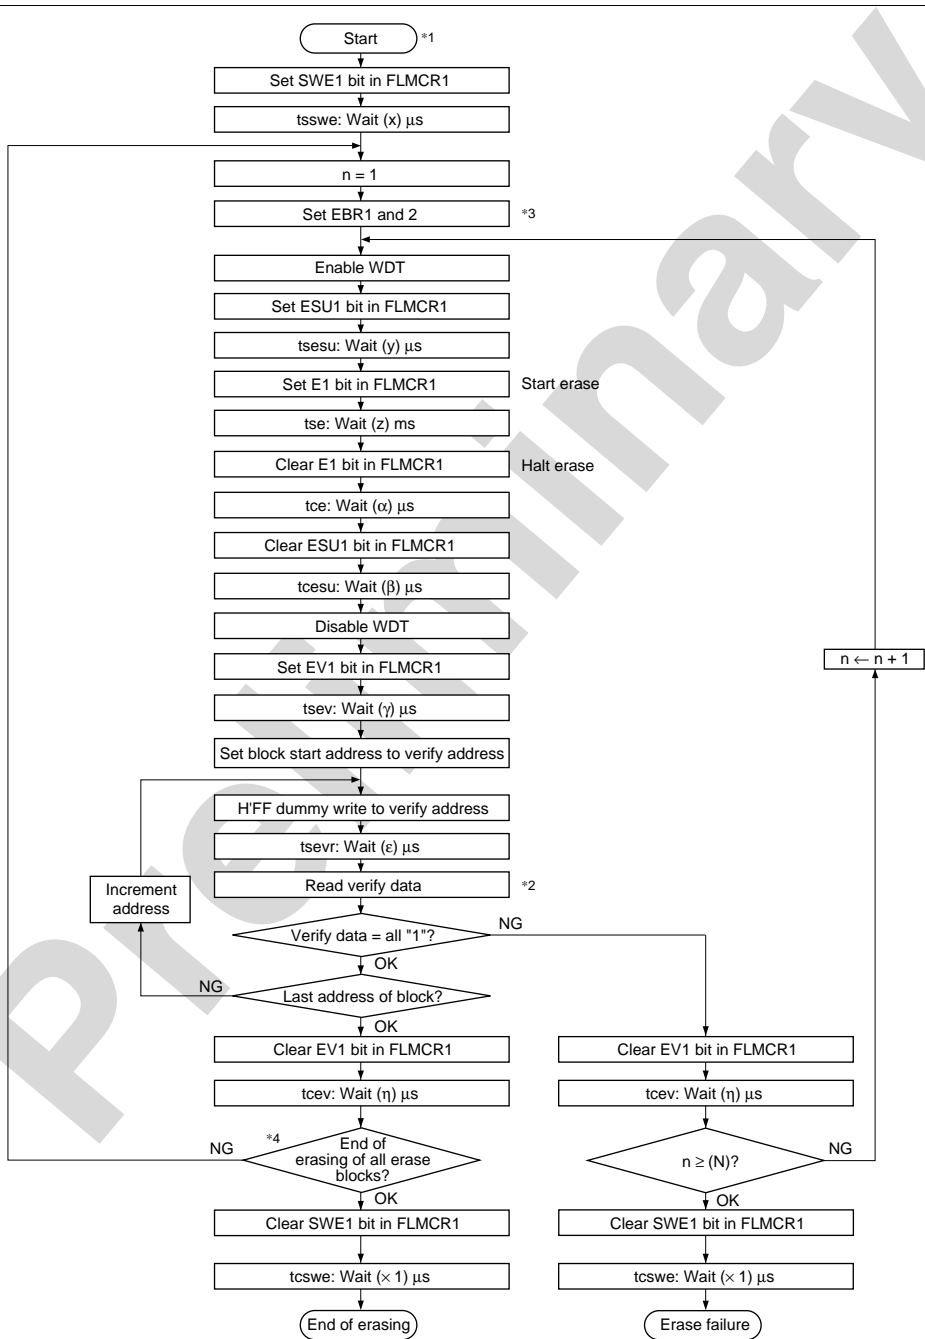 Start *1
Set SWE1 bit in FLMCR1
tsswe: Wait (x) μs
n = 1
Set EBR1 and 2 *3
Enable WDT
Set ESU1 bit in FLMCR1
tsesu: Wait (y) μs
Set E1 bit in FLMCR1 Start erase
tse: Wait (z) ms
Clear E1 bit in FLMCR1 Halt erase
tce: Wait (α) μs
Clear ESU1 bit in FLMCR1
tcesu: Wait (β) μs
Disable WDT
Set EV1 bit in FLMCR1
n ← n + 1
tsev: Wait (γ) μs
Set block start address to verify address
H'FF dummy write to verify address
tsevr: Wait (ε) μs
Read verify data *2
Increment
address
Verify data = all "1"?
NG
OK
NG
Last address of block?
OK
Clear EV1 bit in FLMCR1
tcev: Wait (η) μs
NG
*4
End of
erasing of all erase
blocks?
OK
Clear SWE1 bit in FLMCR1
tcswe: Wait (× 1) μs
End of erasing
Clear EV1 bit in FLMCR1
tcev: Wait (η) μs
n ≥ (N)?
NG
OK
Clear SWE1 bit in FLMCR1
tcswe: Wait (× 1) μs
Erase failure
Preliminary